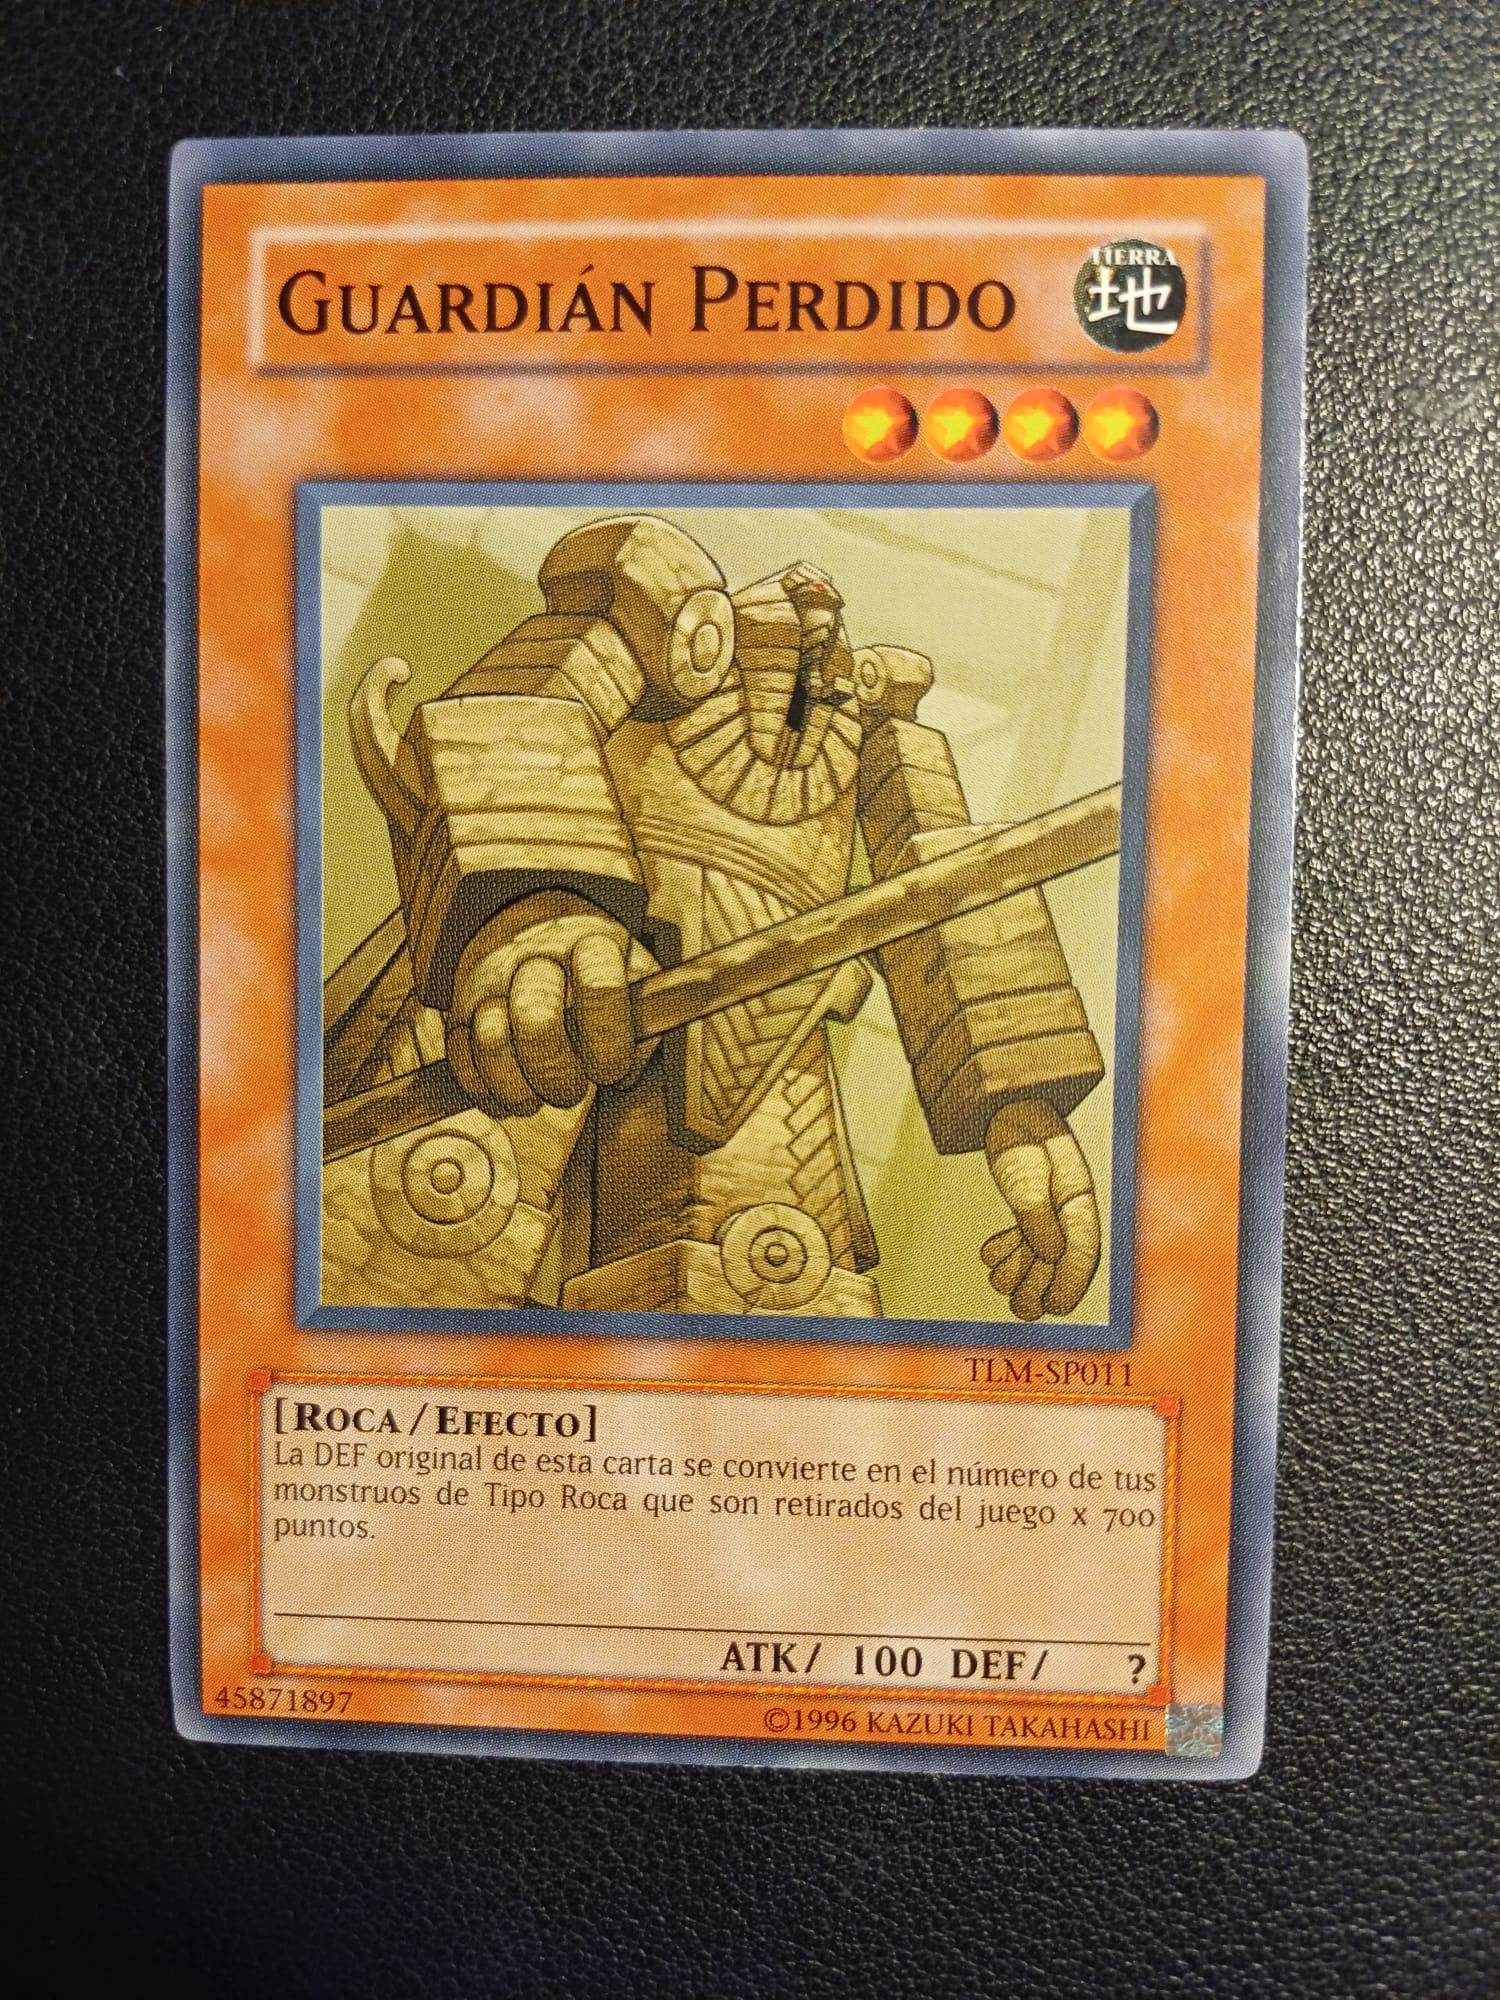 GUARDIÁN PERDIDO
TIERRA
地
TLM-SP011
[ROCA/EFECTO]
La DEF original de esta carta se convierte en el número de tus
monstruos de Tipo Roca que son retirados del juego x 700
puntos.
ATK/ 100 DEF/ ?
45871897
©1996 KAZUKI TAKAHASHI